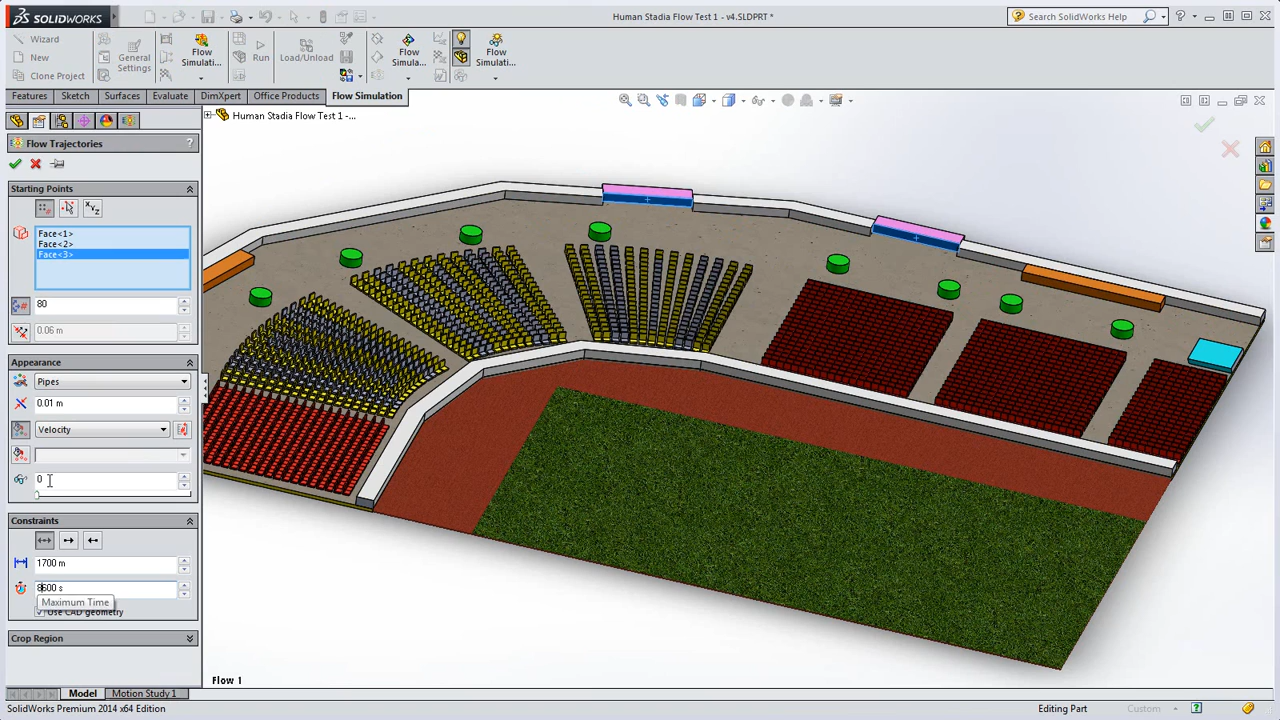 SOLIDWORKS
Human Stadia Flow Test 1 - v4.SLDPRT *
Search SolidWorks Help
Wizard
New
Clone Project
General Settings
Flow Simulati...
Run
Load/Unload
Flow Simula...
Flow Simulati...
Features
Sketch
Surfaces
Evaluate
DimXpert
Office Products
Flow Simulation
Human Stadia Flow Test 1 -...
Flow Trajectories
?
Starting Points
Face<1>
Face<2>
Face<3>
80
0.06 m
Appearance
Pipes
0.01 m
Velocity
0
Constraints
1700 m
8600 s
Maximum Time
Use CAD geometry
Crop Region
Flow 1
Model
Motion Study 1
SolidWorks Premium 2014 x64 Edition
Editing Part
Custom